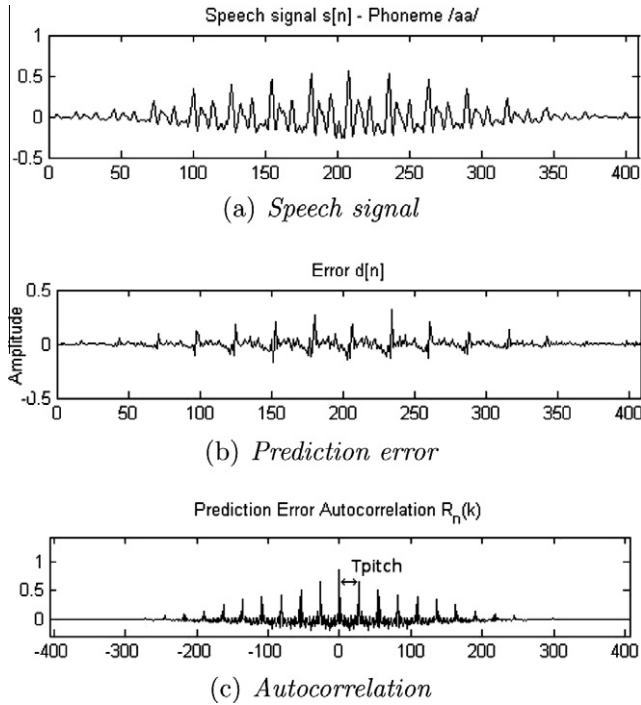 Speech signal s[n] - Phoneme /aa/
1
0.5
0
-0.5
0 50 100 150 200 250 300 350 400
(a) Speech signal
Error d[n]
Amplitude
0.5
0
-0.5
0 50 100 150 200 250 300 350 400
(b) Prediction error
Prediction Error Autocorrelation Rn(k)
Tpitch
1
0.5
0
-400 -300 -200 -100 0 100 200 300 400
(c) Autocorrelation